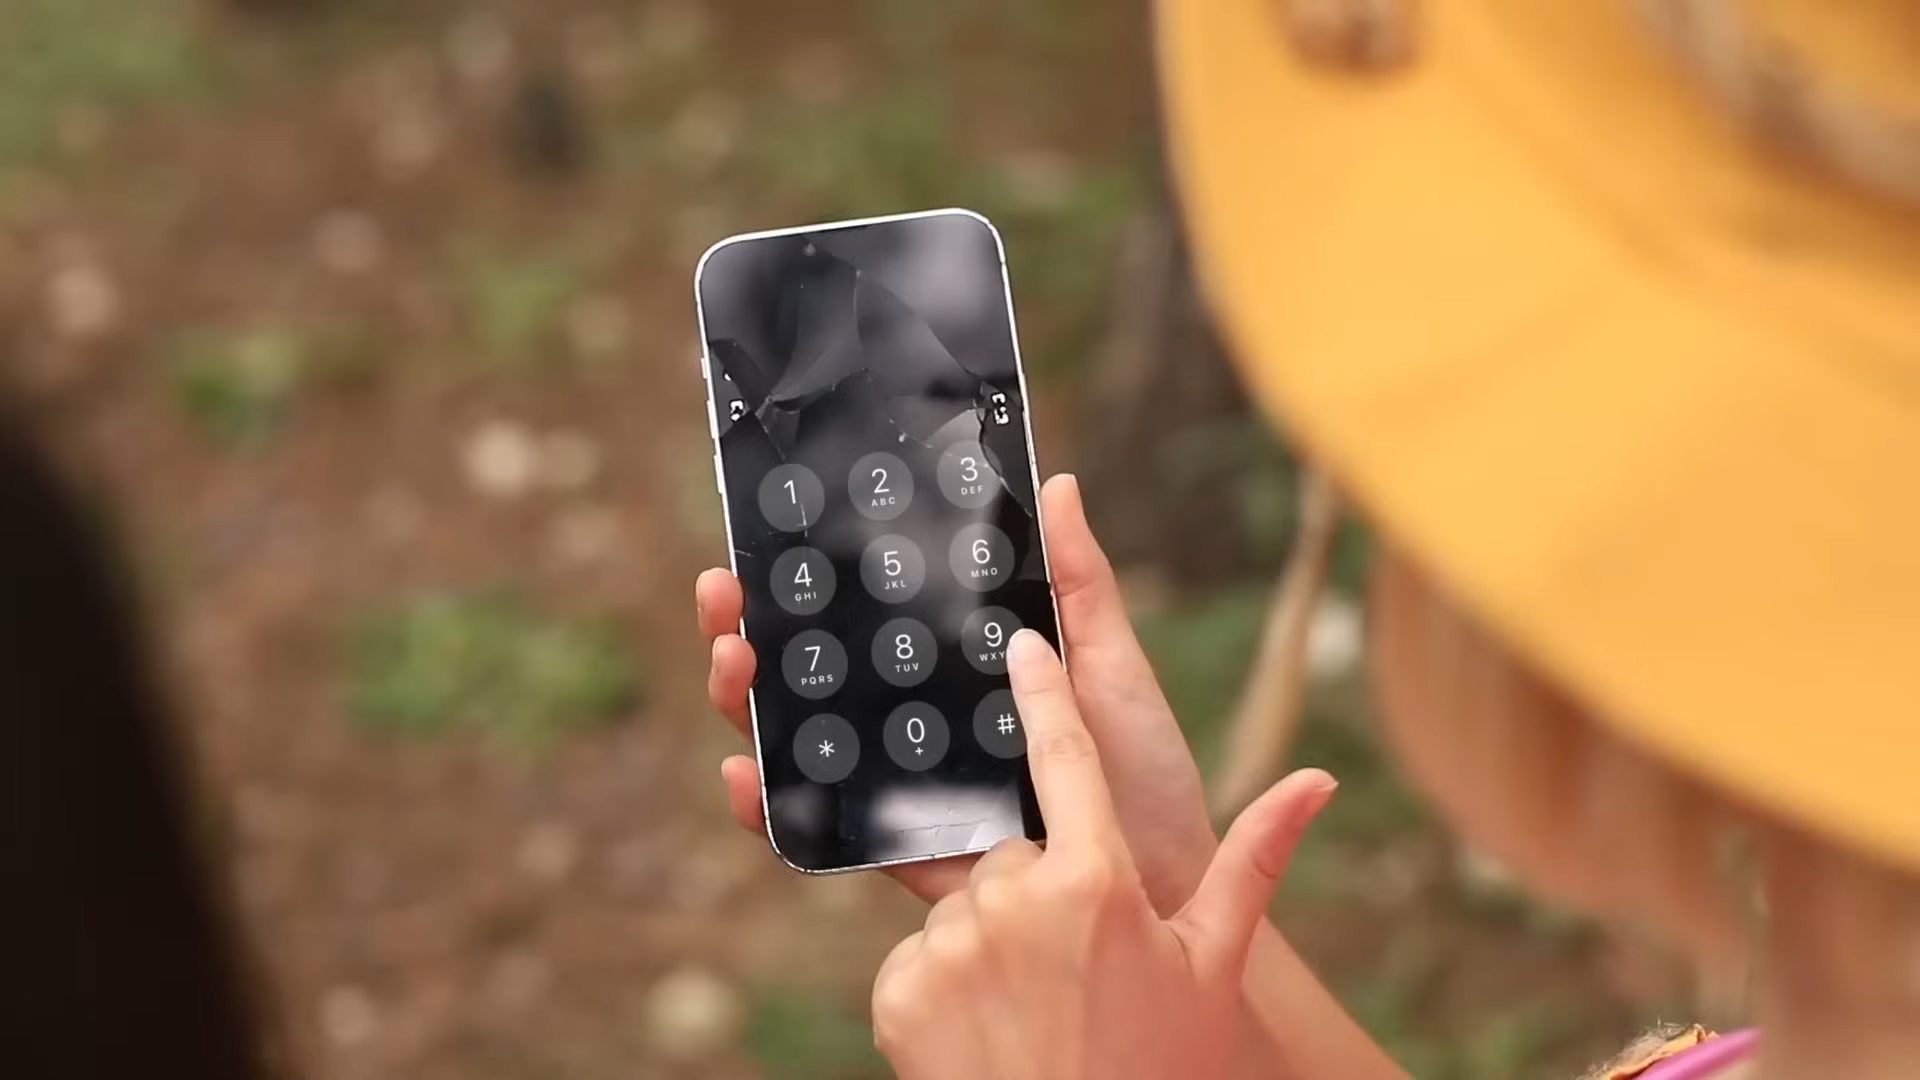 1 2 3
ABC DEF
4 5 6
GHI JKL MNO
7 8 9
PQRS TUV WXY
* 0 #
+